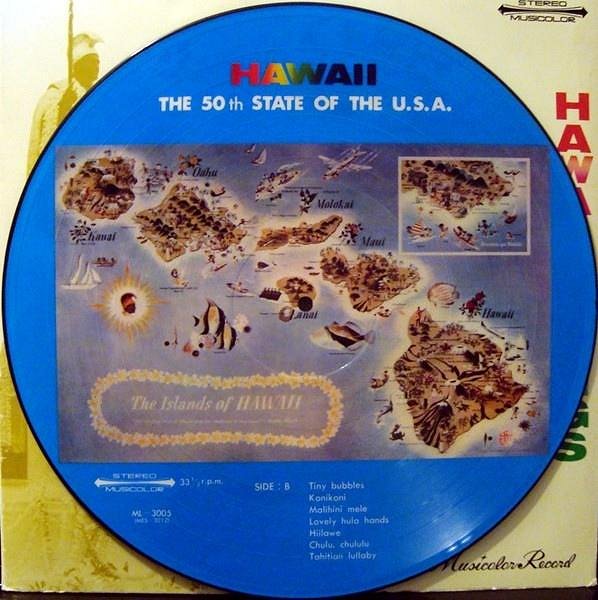 STEREO
MUSICOLOR
HAWAII
THE 50th STATE OF THE U.S.A.
HAWA
GS
Oahu
Kauai
Molokai
Maui
Lanai
Hawaii
The Islands of HAWAII
STEREO
MUSICOLOR
33 1/3 r.p.m.
ML - 3005
SIDE : B
Tiny bubbles
Konikoni
Malihini mele
Lovely hula hands
Hiilawe
Chulu, chululu
Tahitian lullaby
Musicolor Record